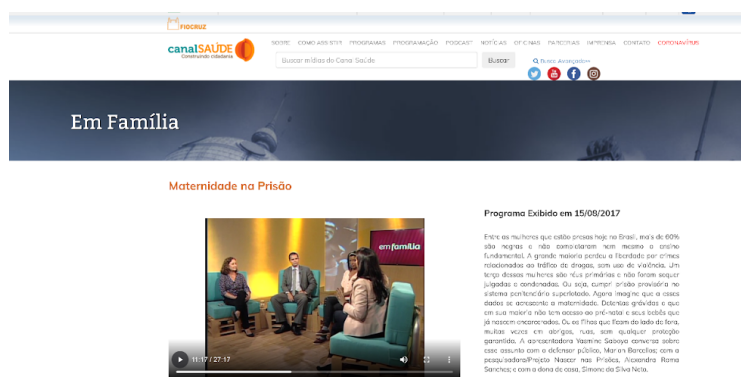 FIOCRUZ
canalSAÚDE
Construindo cidadania
SOBRE COMO ASSISTIR PROGRAMAS PROGRAMAÇÃO PODCAST NOTÍCIAS OFICINAS PARCERIAS IMPRENSA CONTATO CORONAVÍRUS
Buscar mídias do Canal Saúde
Buscar
Busca Avançada
Em Família
Maternidade na Prisão
Programa Exibido em 15/08/2017
em família
Entre as mulheres que estão presas hoje no Brasil, mais de 60%
são negras e não completaram nem mesmo o ensino
fundamental. A grande maioria perdeu a liberdade por crimes
relacionados ao tráfico de drogas, sem uso de violência. Um
terço dessas mulheres são rés primárias e não foram sequer
julgadas e condenadas. Ou seja, cumpri prisão provisória no
sistema penitenciário superlotado. Agora imagina que a esses
dados se acrescenta a maternidade. Detentas grávidas e que
em sua maioria não tem acesso ao pré-natal e seus bebês que
já nascem encarcerados. Ou os filhos que ficam do lado de fora,
muitas vezes em abrigos, ruas, sem qualquer proteção
garantida. A apresentadora Yasmine Saboya conversa sobre
esse assunto com o defensor público, Marlon Barcellos; com a
pesquisadora/Projeto Nascer nas Prisões, Alexandra Roma
Sanches; e com a dona de casa, Simone da Silva Neto.
11:17 / 27:17